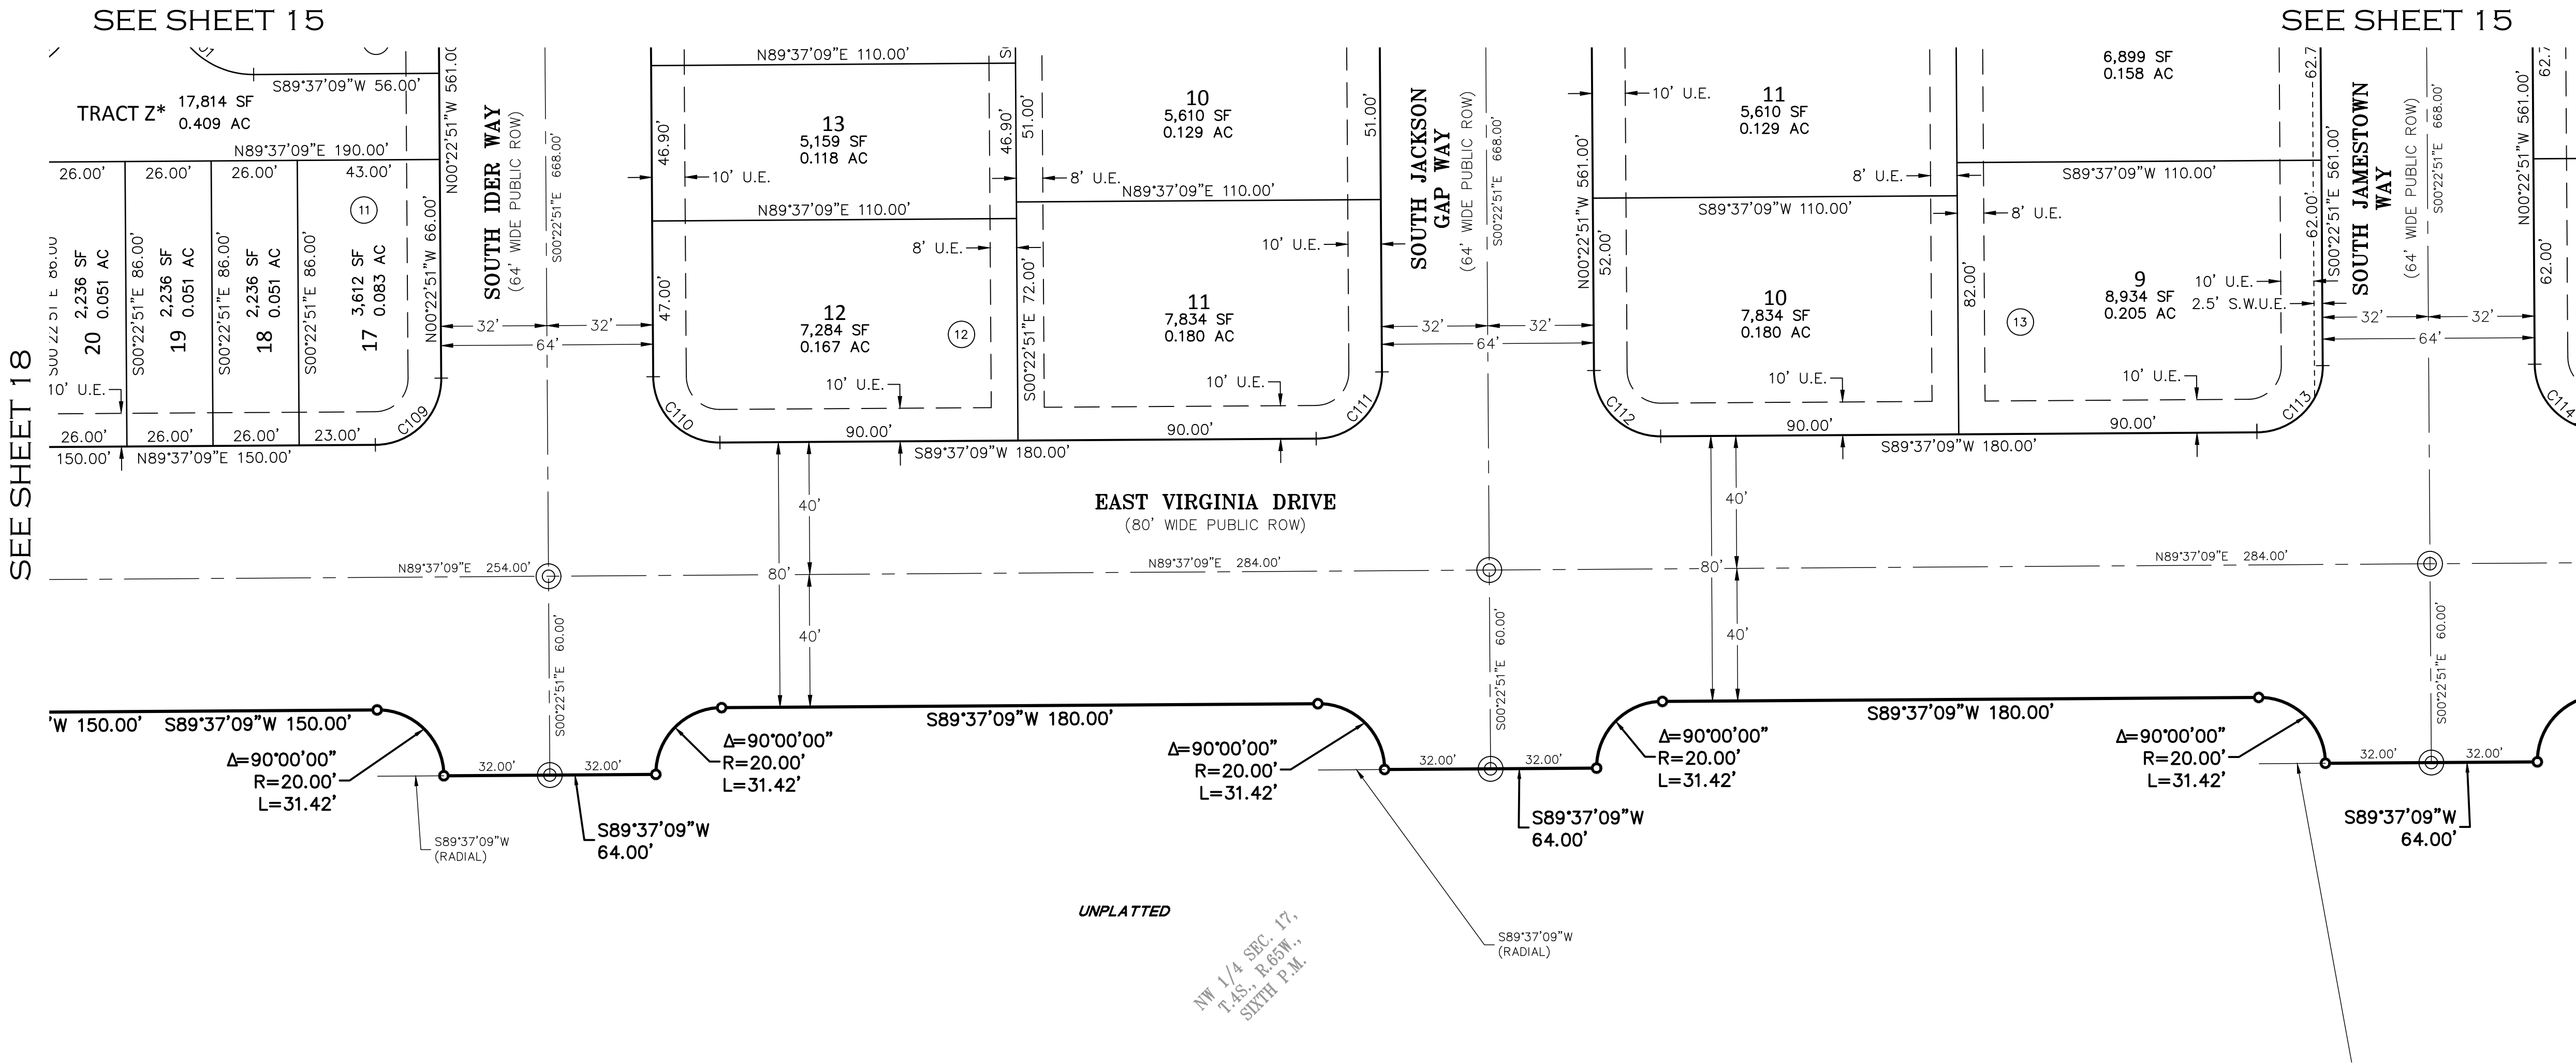 SEE SHEET 15
SEE SHEET 15
SEE SHEET 18
S89°37'09"W 56.00'
TRACT Z*
17,814 SF
0.409 AC
N89°37'09"E 190.00'
26.00'
26.00'
26.00'
43.00'
11
S00°22'51"E 86.00'
20
2,236 SF
0.051 AC
S00°22'51"E 86.00'
19
2,236 SF
0.051 AC
S00°22'51"E 86.00'
18
2,236 SF
0.051 AC
S00°22'51"E 86.00'
17
3,612 SF
0.083 AC
N00°22'51"W 66.00'
N00°22'51"W 561.00'
10' U.E.
C109
26.00'
26.00'
26.00'
23.00'
150.00'
N89°37'09"E 150.00'
SOUTH IDER WAY
(64' WIDE PUBLIC ROW)
S00°22'51"E 668.00'
32'
32'
64'
N89°37'09"E 110.00'
13
5,159 SF
0.118 AC
46.90'
46.90'
10' U.E.
N89°37'09"E 110.00'
8' U.E.
47.00'
12
7,284 SF
0.167 AC
12
10' U.E.
C110
90.00'
S00°22'51"E 72.00'
51.00'
10
5,610 SF
0.129 AC
51.00'
8' U.E.
N89°37'09"E 110.00'
10' U.E.
11
7,834 SF
0.180 AC
10' U.E.
C111
90.00'
S89°37'09"W 180.00'
SOUTH JACKSON
GAP WAY
(64' WIDE PUBLIC ROW)
S00°22'51"E 668.00'
32'
32'
64'
N00°22'51"W 561.00'
10' U.E.
11
5,610 SF
0.129 AC
8' U.E.
S89°37'09"W 110.00'
52.00'
10
7,834 SF
0.180 AC
10' U.E.
C112
90.00'
6,899 SF
0.158 AC
62.7
S89°37'09"W 110.00'
8' U.E.
82.00'
13
9
8,934 SF
0.205 AC
10' U.E.
2.5' S.W.U.E.
62.00'
S00°22'51"E 561.00'
10' U.E.
C113
90.00'
S89°37'09"W 180.00'
SOUTH JAMESTOWN
WAY
(64' WIDE PUBLIC ROW)
S00°22'51"E 668.00'
32'
32'
64'
N00°22'51"W 561.00'
62.7
62.00'
C114
EAST VIRGINIA DRIVE
(80' WIDE PUBLIC ROW)
40'
80'
40'
40'
80'
40'
N89°37'09"E 254.00'
N89°37'09"E 284.00'
N89°37'09"E 284.00'
S00°22'51"E 60.00'
S00°22'51"E 60.00'
S00°22'51"E 60.00'
'W 150.00'
S89°37'09"W 150.00'
S89°37'09"W 180.00'
S89°37'09"W 180.00'
Δ=90°00'00"
R=20.00'
L=31.42'
32.00'
32.00'
Δ=90°00'00"
R=20.00'
L=31.42'
S89°37'09"W
(RADIAL)
S89°37'09"W
64.00'
Δ=90°00'00"
R=20.00'
L=31.42'
32.00'
32.00'
Δ=90°00'00"
R=20.00'
L=31.42'
S89°37'09"W
64.00'
S89°37'09"W
(RADIAL)
Δ=90°00'00"
R=20.00'
L=31.42'
32.00'
32.00'
S89°37'09"W
64.00'
UNPLATTED
NW 1/4 SEC. 17,
T.4S., R.65W.,
SIXTH P.M.